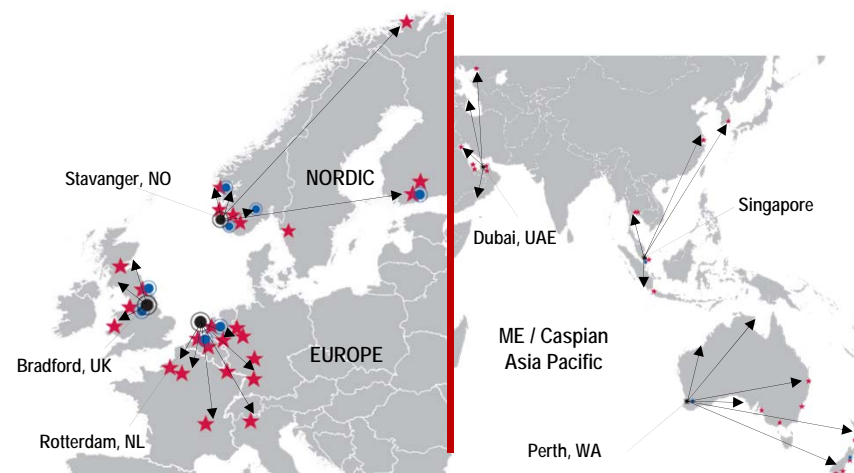 Stavanger, NO
NORDIC
Bradford, UK
EUROPE
Rotterdam, NL
Dubai, UAE
Singapore
ME / Caspian
Asia Pacific
Perth, WA